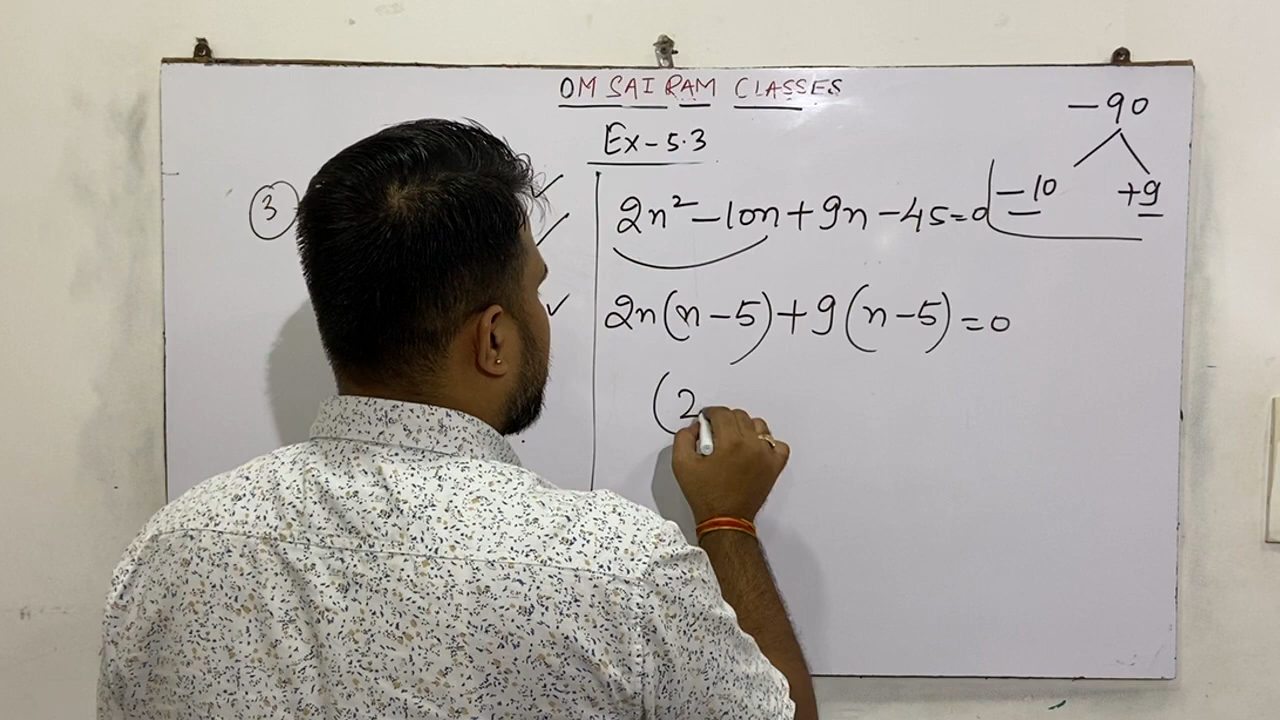 OM SAI RAM CLASSES
Ex-5.3
3
-90
-10 +9
2n²-10n+9n-45=0
2n(n-5)+9(n-5)=0
(2